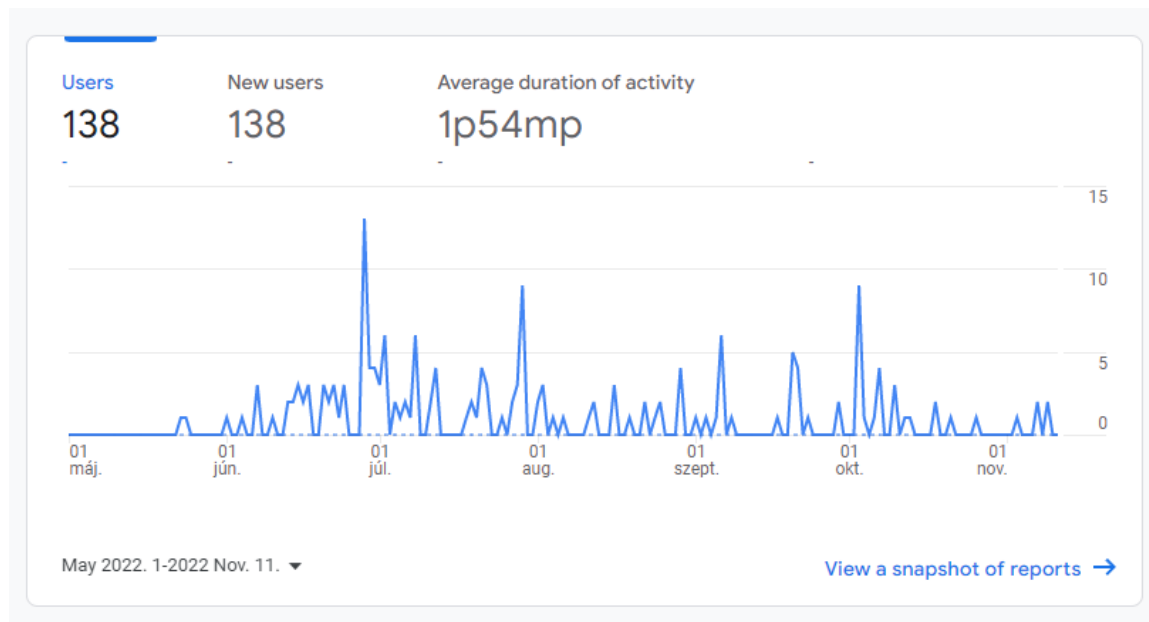 Users New users Average duration of activity
138 138 1p54mp
- - - -
15
10
5
0
01 01 01 01 01 01 01
máj. jún. júl. aug. szept. okt. nov.
May 2022. 1-2022 Nov. 11.
View a snapshot of reports